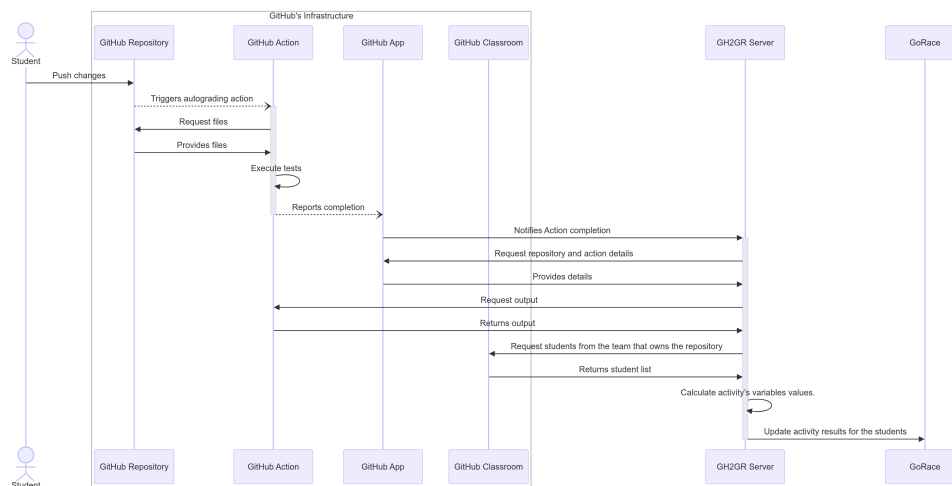 GitHub's Infrastructure
Student
GitHub Repository
GitHub Action
GitHub App
GitHub Classroom
GH2GR Server
GoRace
Push changes
Triggers autograding action
Request files
Provides files
Execute tests
Reports completion
Notifies Action completion
Request repository and action details
Provides details
Request output
Returns output
Request students from the team that owns the repository
Returns student list
Calculate activity's variables values.
Update activity results for the students
Student
GitHub Repository
GitHub Action
GitHub App
GitHub Classroom
GH2GR Server
GoRace